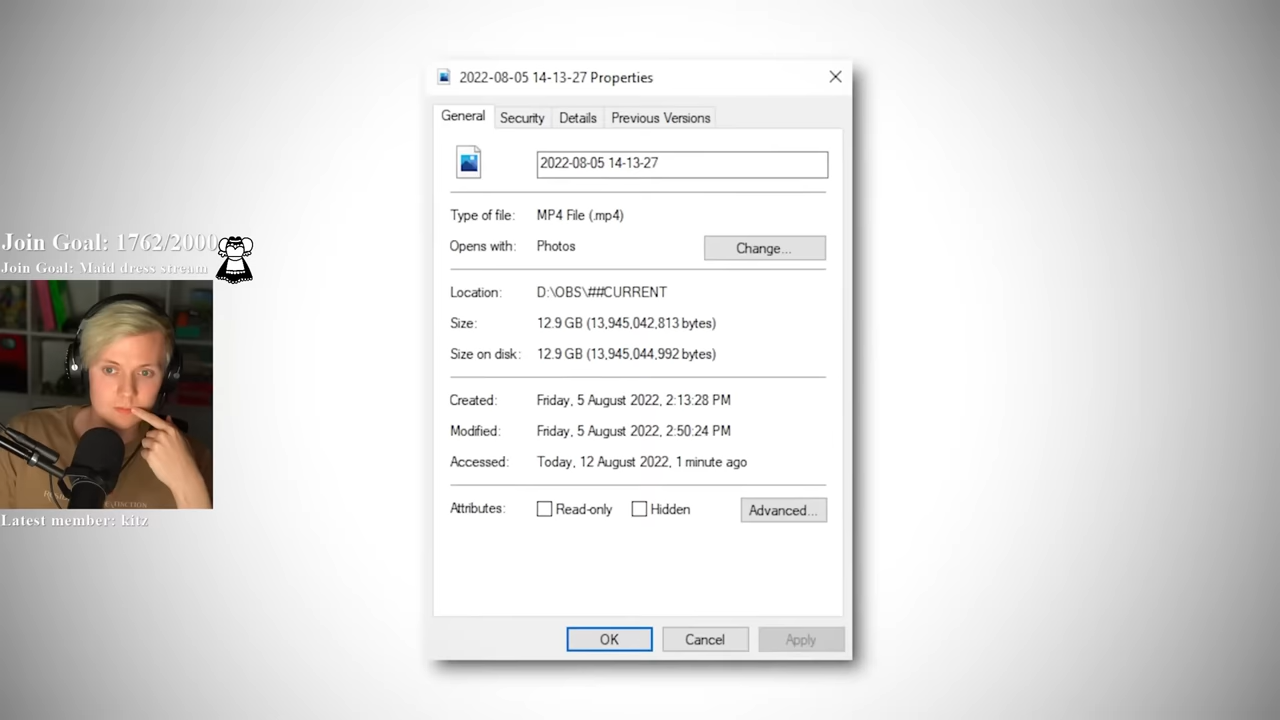 2022-08-05 14-13-27 Properties
General Security Details Previous Versions
2022-08-05 14-13-27
Type of file: MP4 File (.mp4)
Opens with: Photos Change...
Location: D:\OBS\##CURRENT
Size: 12.9 GB (13,945,042,813 bytes)
Size on disk: 12.9 GB (13,945,044,992 bytes)
Created: Friday, 5 August 2022, 2:13:28 PM
Modified: Friday, 5 August 2022, 2:50:24 PM
Accessed: Today, 12 August 2022, 1 minute ago
Attributes: Read-only Hidden Advanced...
OK Cancel Apply
Join Goal: 1762/2000
Join Goal: Maid dress stream
Latest member: kitz